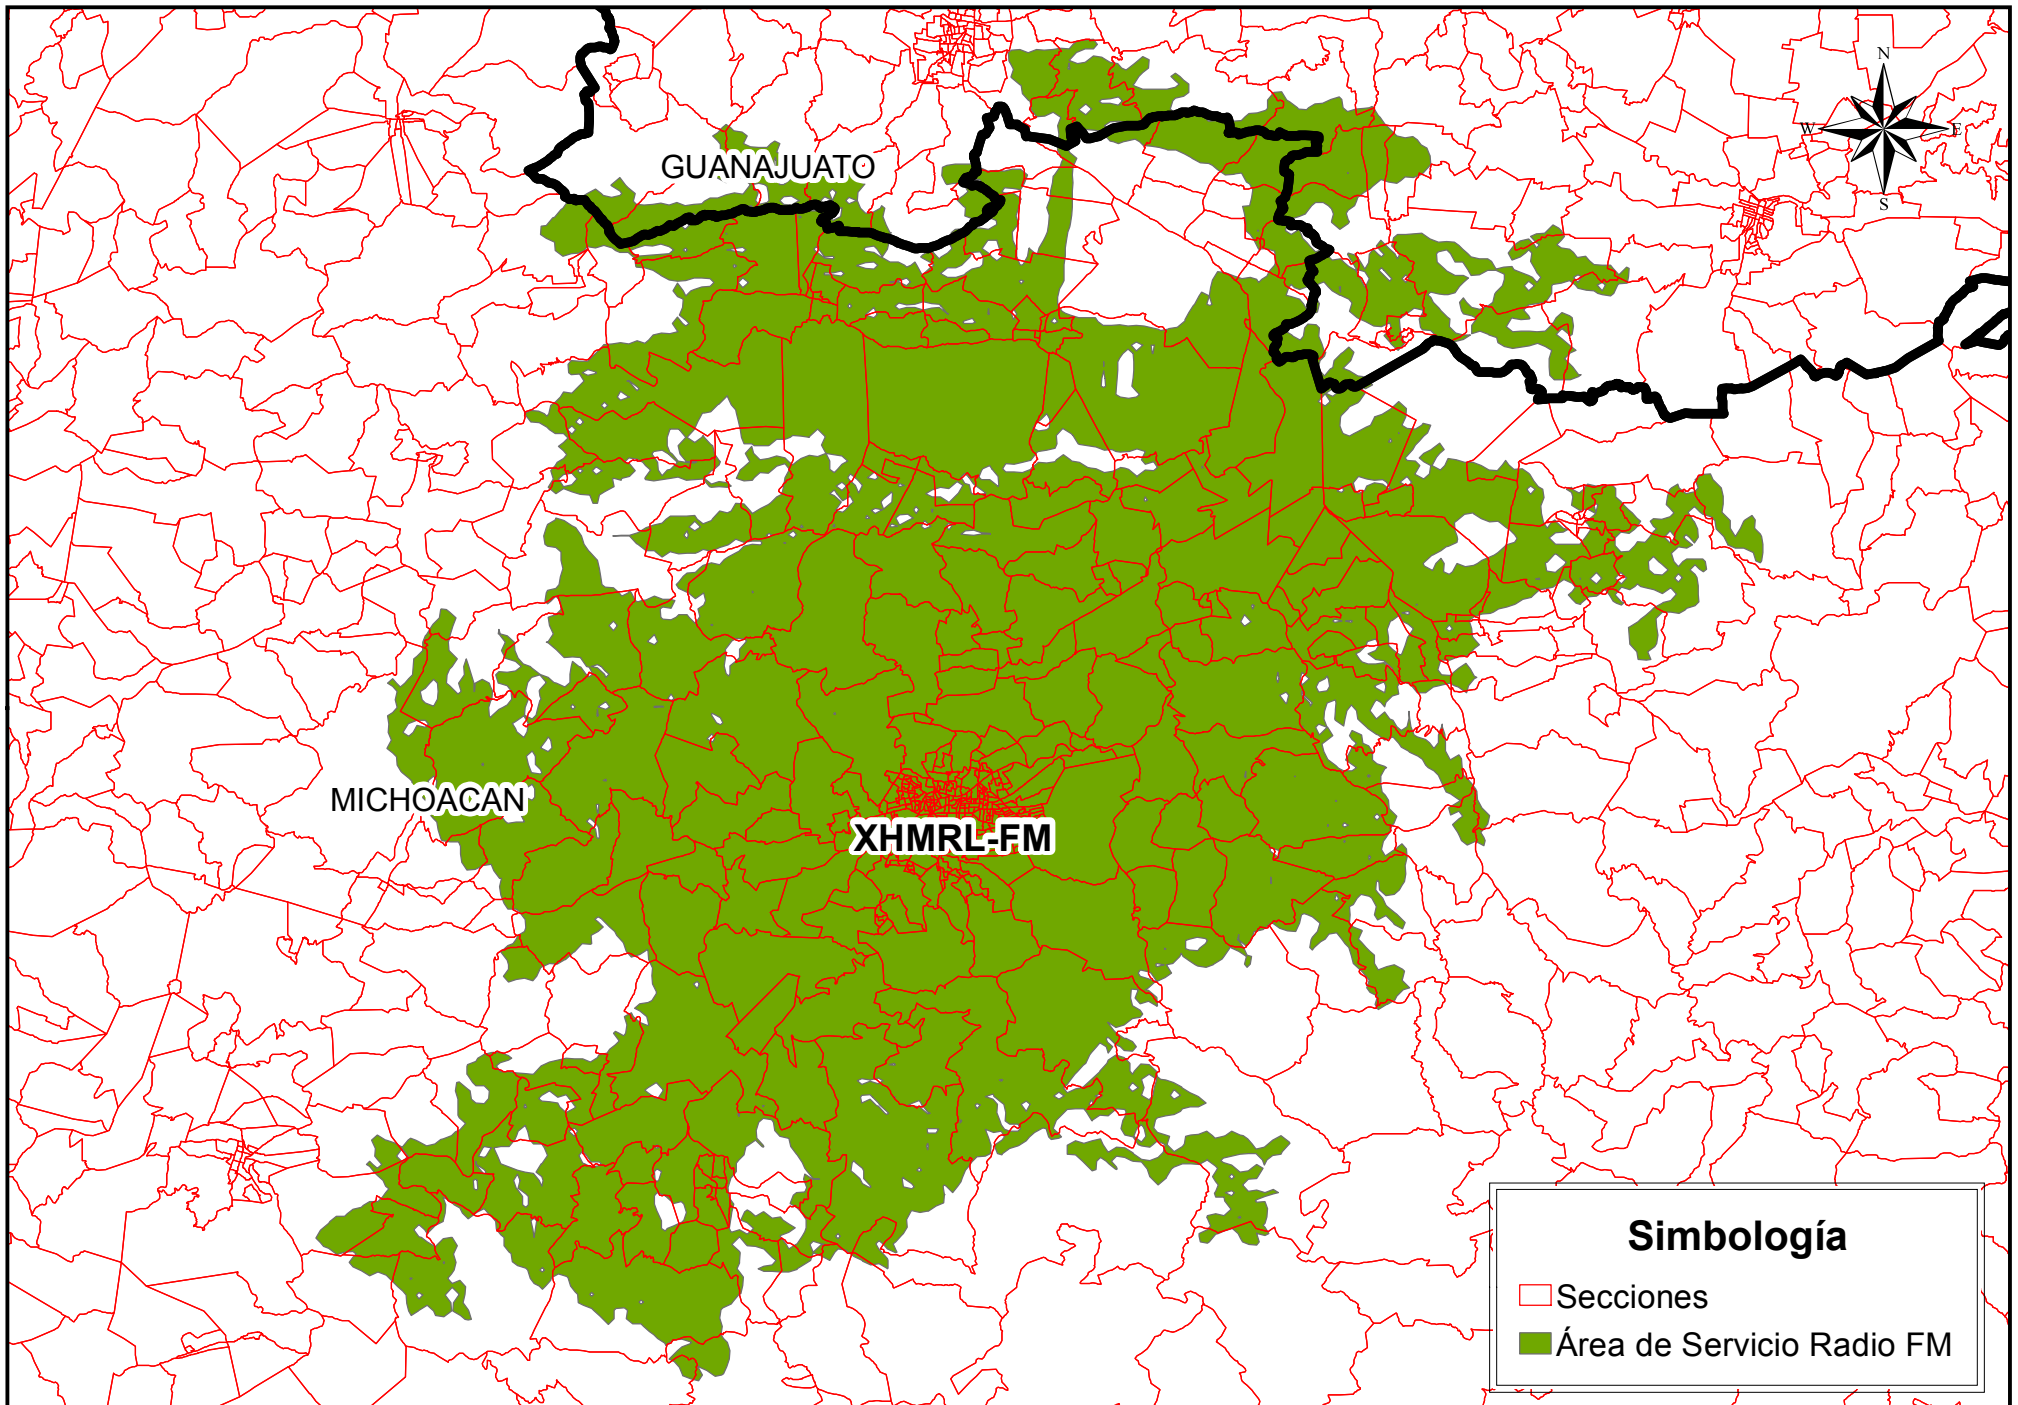 N
W
E
S
GUANAJUATO
MICHOACAN
XHMRL-FM
Simbología
Secciones
Área de Servicio Radio FM